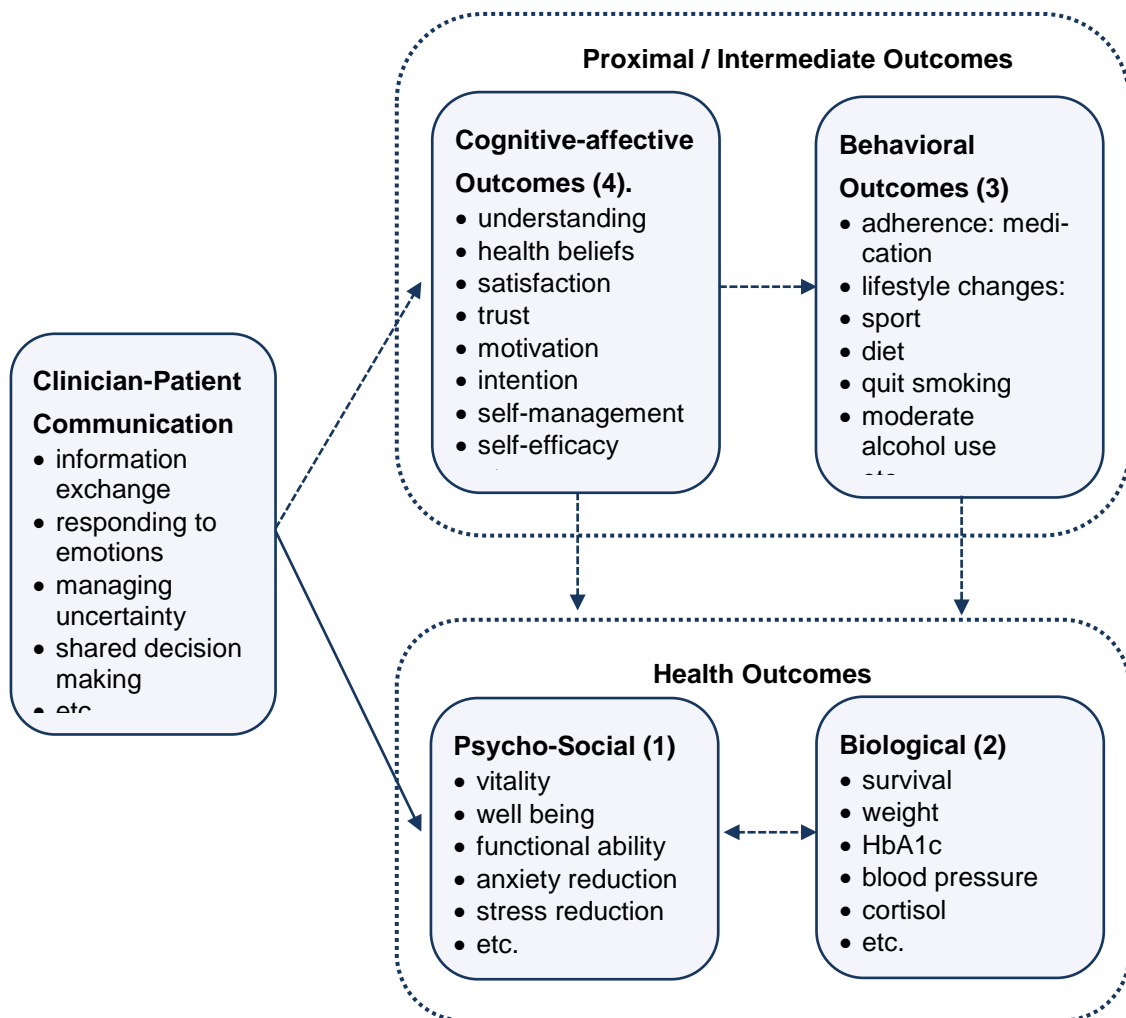 Proximal / Intermediate Outcomes
Cognitive-affective
Outcomes (4).
• understanding
• health beliefs
• satisfaction
• trust
• motivation
• intention
• self-management
• self-efficacy
Behavioral
Outcomes (3)
• adherence: medi-
cation
• lifestyle changes:
• sport
• diet
• quit smoking
• moderate
alcohol use
Clinician-Patient
Communication
• information
exchange
• responding to
emotions
• managing
uncertainty
• shared decision
making
• etc
Health Outcomes
Psycho-Social (1)
• vitality
• well being
• functional ability
• anxiety reduction
• stress reduction
• etc.
Biological (2)
• survival
• weight
• HbA1c
• blood pressure
• cortisol
• etc.